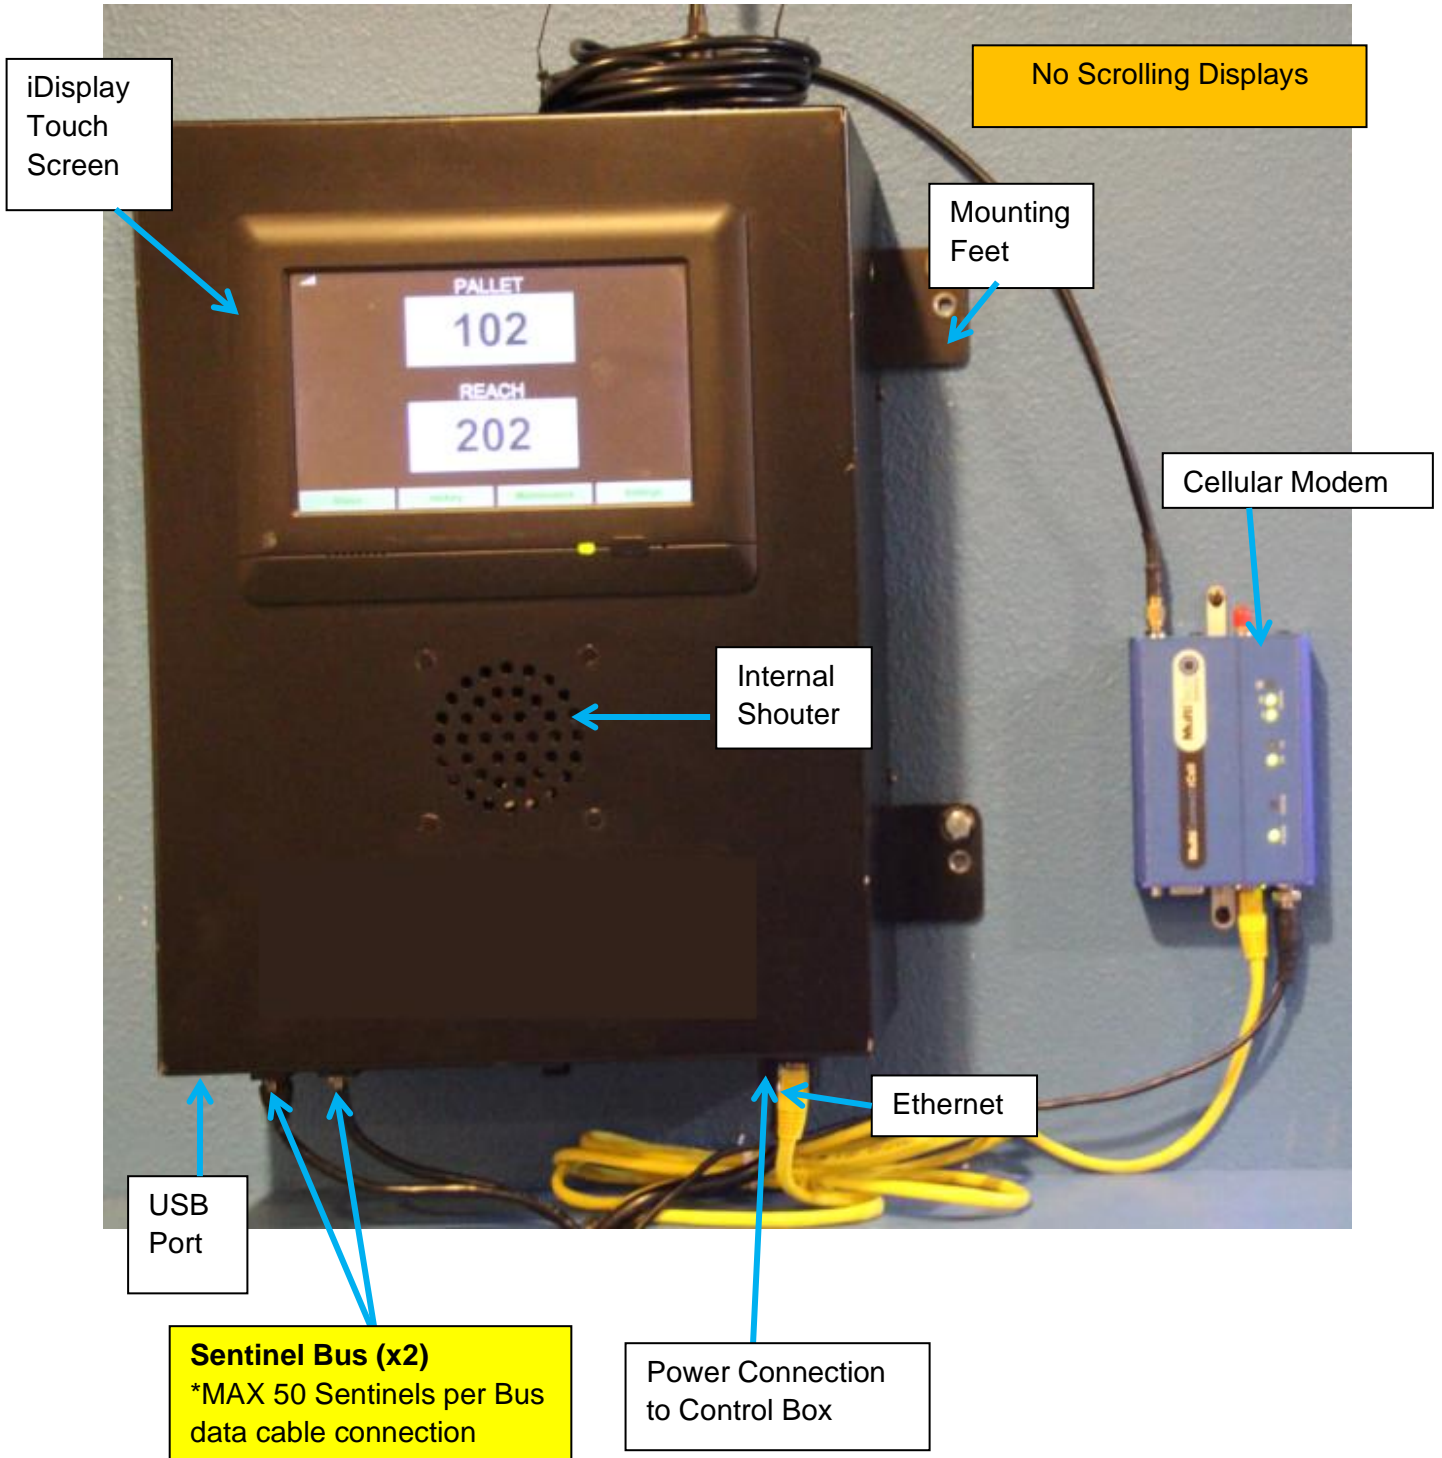 No Scrolling Displays
iDisplay
Touch
Screen
Mounting
Feet
PALLET
102
REACH
202
Cellular Modem
Internal
Shouter
Ethernet
USB
Port
Sentinel Bus (x2)
*MAX 50 Sentinels per Bus
data cable connection
Power Connection
to Control Box